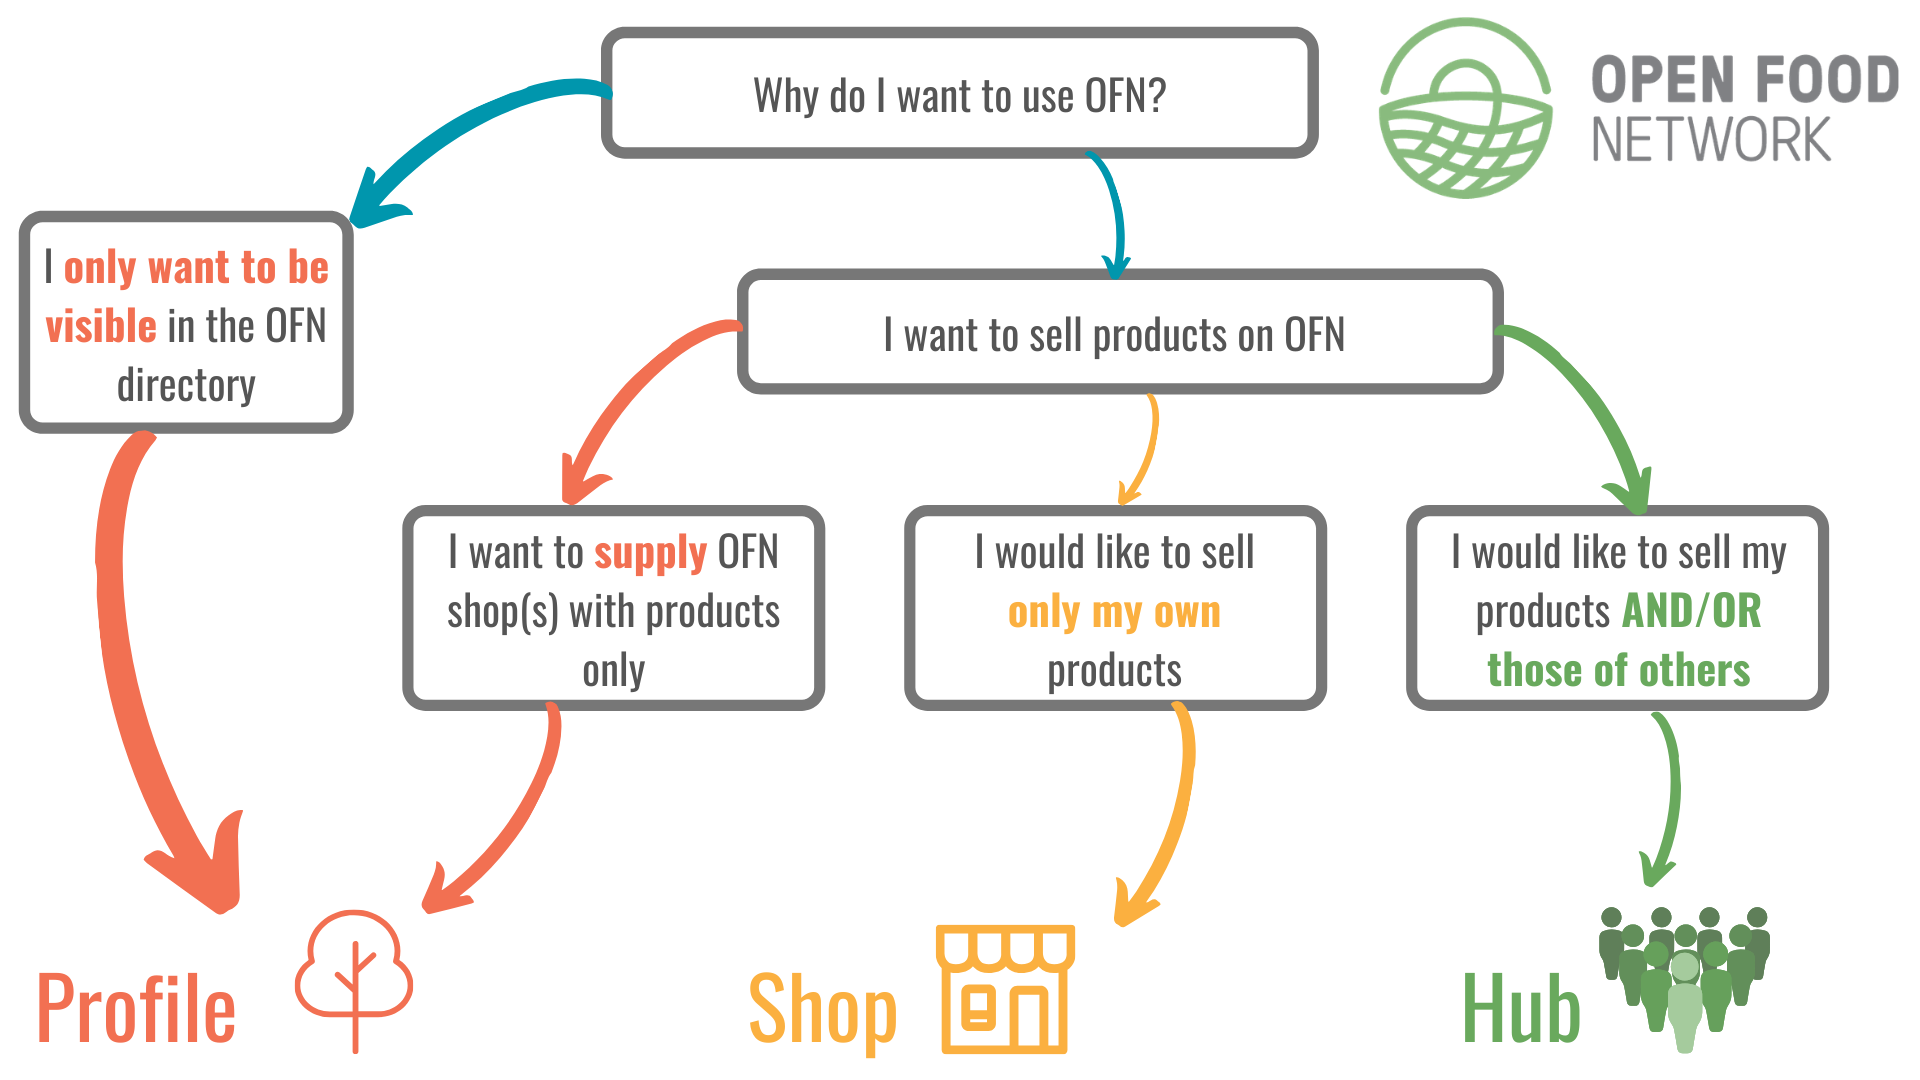 Why do I want to use OFN?
OPEN FOOD
NETWORK
I only want to be
visible in the OFN
directory
I want to sell products on OFN
I want to supply OFN
shop(s) with products
only
I would like to sell
only my own
products
I would like to sell my
products AND/OR
those of others
Profile
Shop
Hub